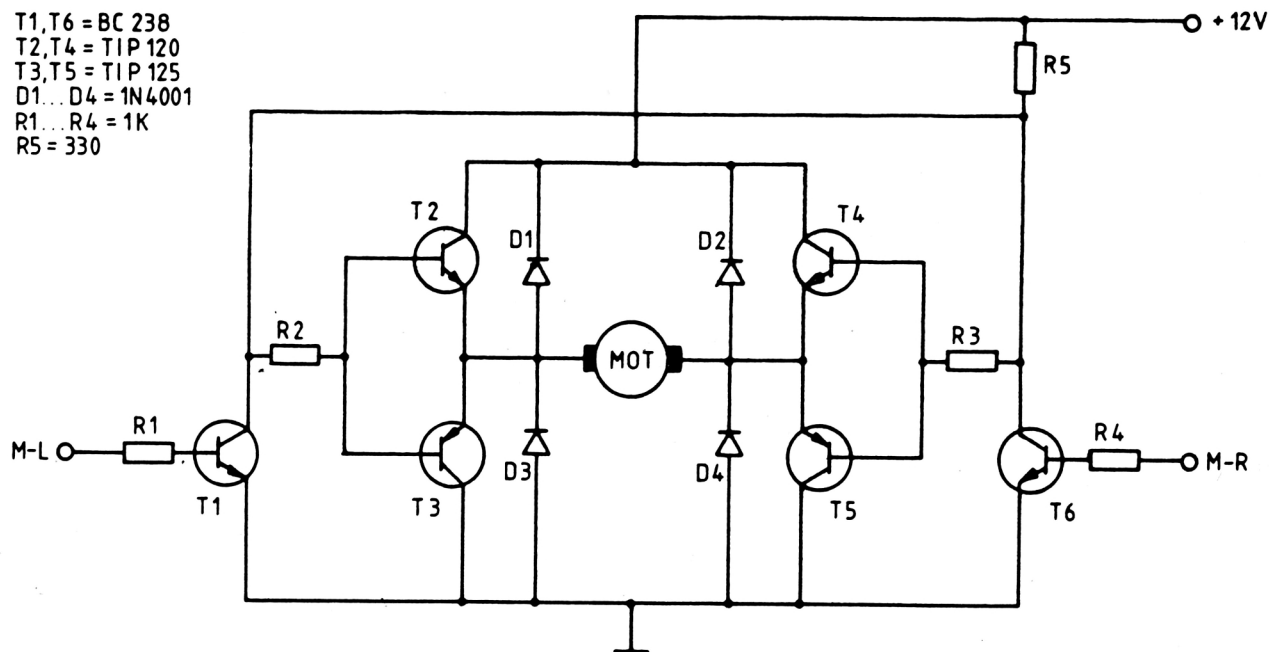 T1,T6 = BC 238
T2,T4 = TIP 120
T3,T5 = TIP 125
D1...D4 = 1N4001
R1...R4 = 1K
R5 = 330
+ 12V
R5
T2
D1
D2
T4
R2
MOT
R3
M-L
R1
T1
T3
D3
D4
T5
T6
R4
M-R